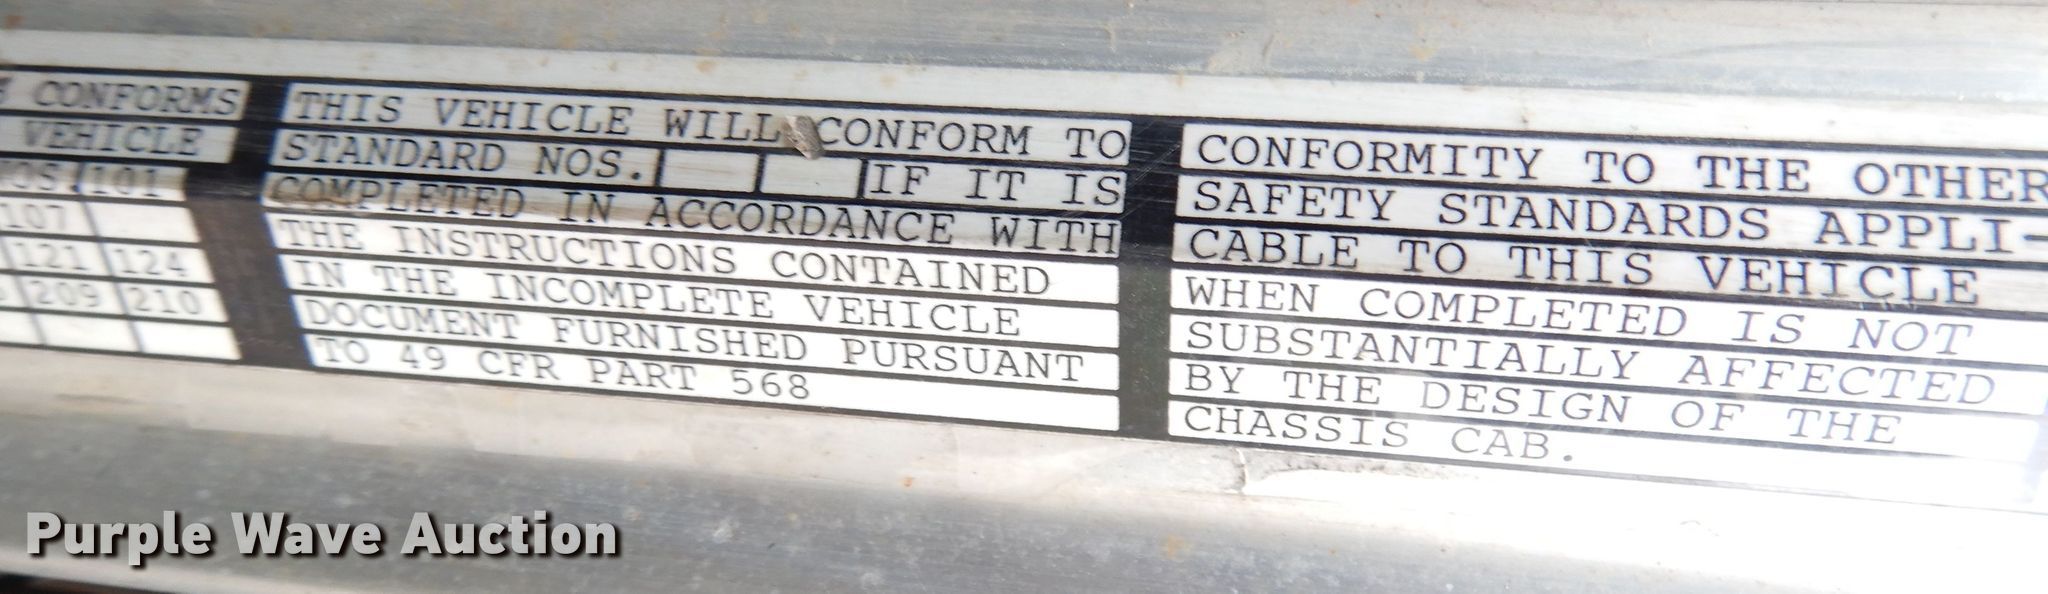 CONFORMS
VEHICLE
101
107
121 124
209 210
THIS VEHICLE WILL CONFORM TO
STANDARD NOS. IF IT IS
COMPLETED IN ACCORDANCE WITH
THE INSTRUCTIONS CONTAINED
IN THE INCOMPLETE VEHICLE
DOCUMENT FURNISHED PURSUANT
TO 49 CFR PART 568
CONFORMITY TO THE OTHER
SAFETY STANDARDS APPLI-
CABLE TO THIS VEHICLE
WHEN COMPLETED IS NOT
SUBSTANTIALLY AFFECTED
BY THE DESIGN OF THE
CHASSIS CAB.
Purple Wave Auction